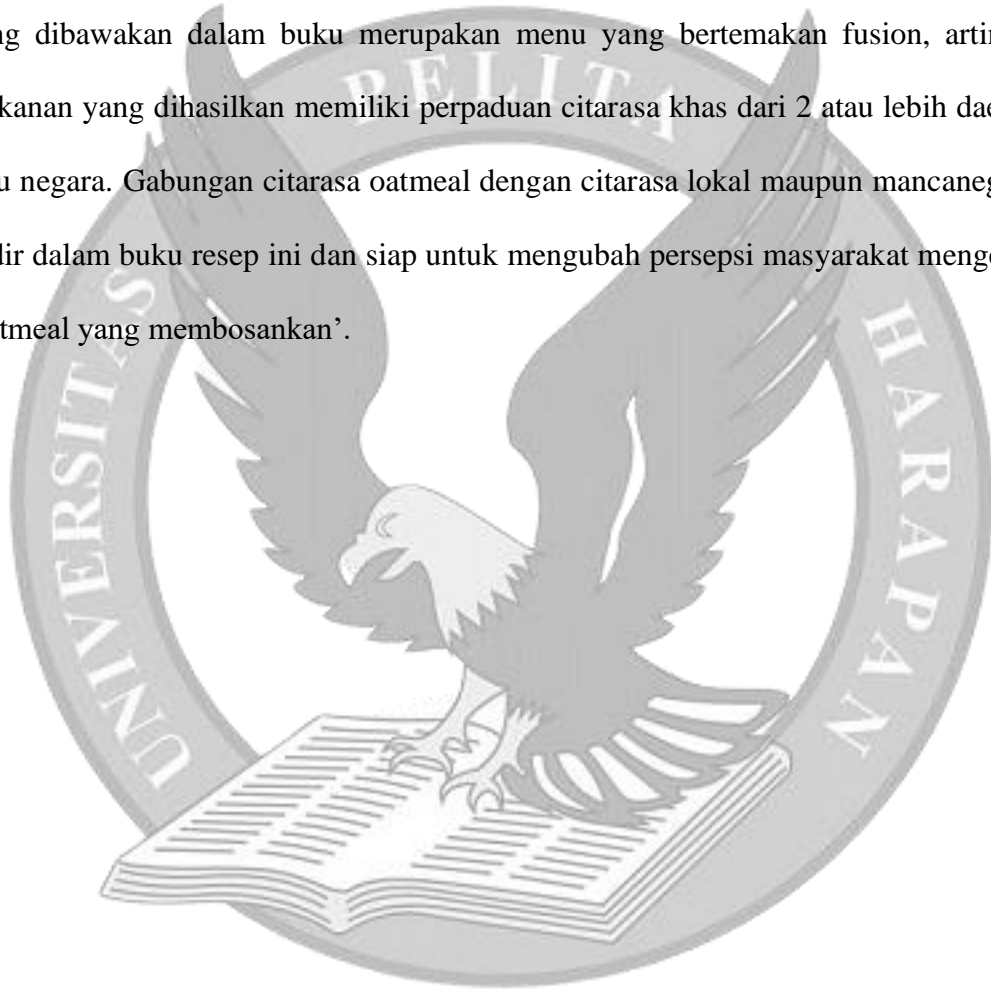 ng dibawakan dalam buku merupakan menu yang bertemakan fusion, artin
kanan yang dihasilkan memiliki perpaduan citarasa khas dari 2 atau lebih dae
u negara. Gabungan citarasa oatmeal dengan citarasa lokal maupun mancaneg
dir dalam buku resep ini dan siap untuk mengubah persepsi masyarakat menge
tmeal yang membosankan’.
UNIVERSITAS PELITA HARAPAN